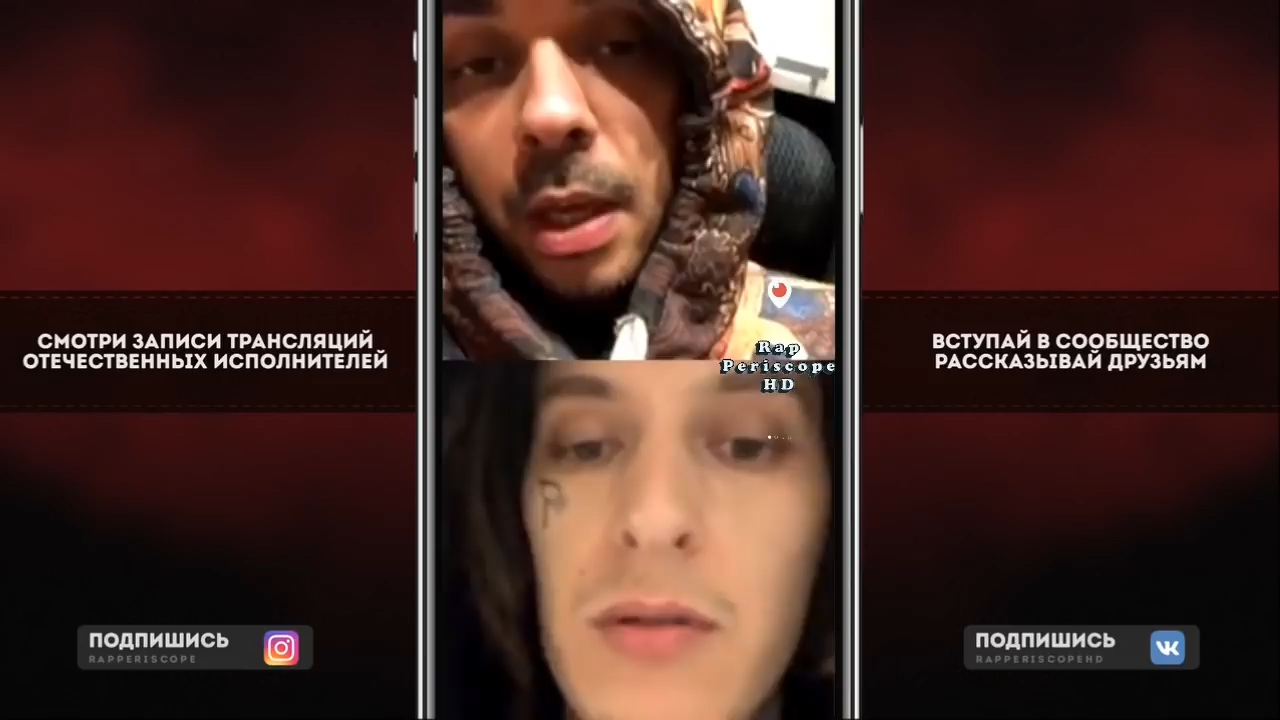 СМОТРИ ЗАПИСИ ТРАНСЛЯЦИЙ
ОТЕЧЕСТВЕННЫХ ИСПОЛНИТЕЛЕЙ
Rap
Periscope
HD
ВСТУПАЙ В СООБЩЕСТВО
РАССКАЗЫВАЙ ДРУЗЬЯМ
ПОДПИШИСЬ
RAPPERISCOPE
ПОДПИШИСЬ
RAPPERISCOPEHD